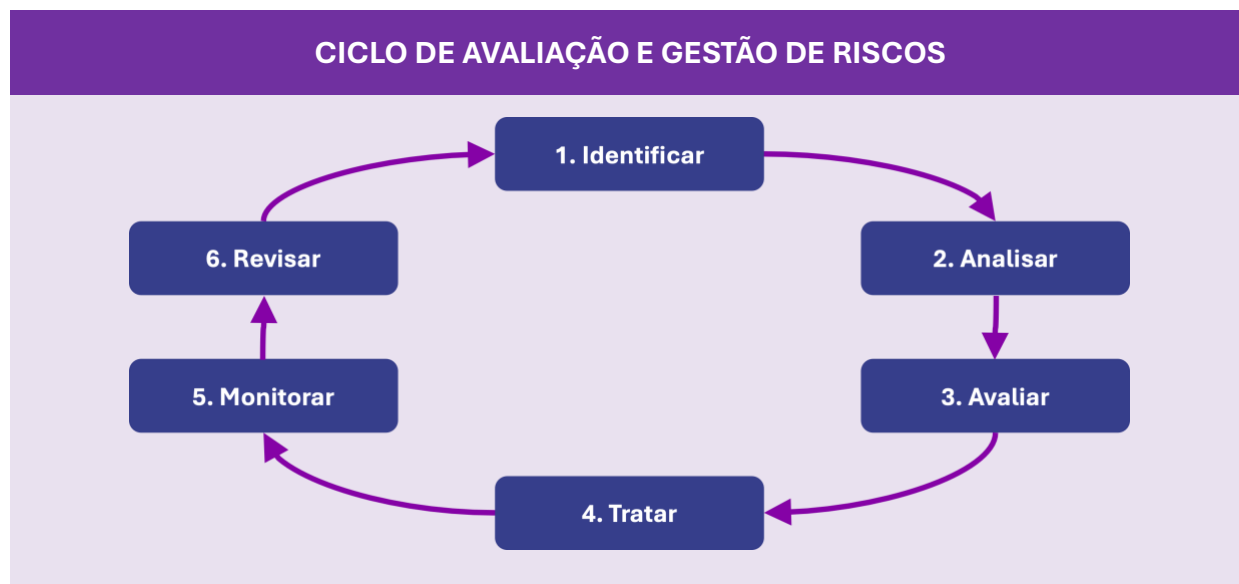 CICLO DE AVALIAÇÃO E GESTÃO DE RISCOS
1. Identificar
2. Analisar
3. Avaliar
4. Tratar
5. Monitorar
6. Revisar